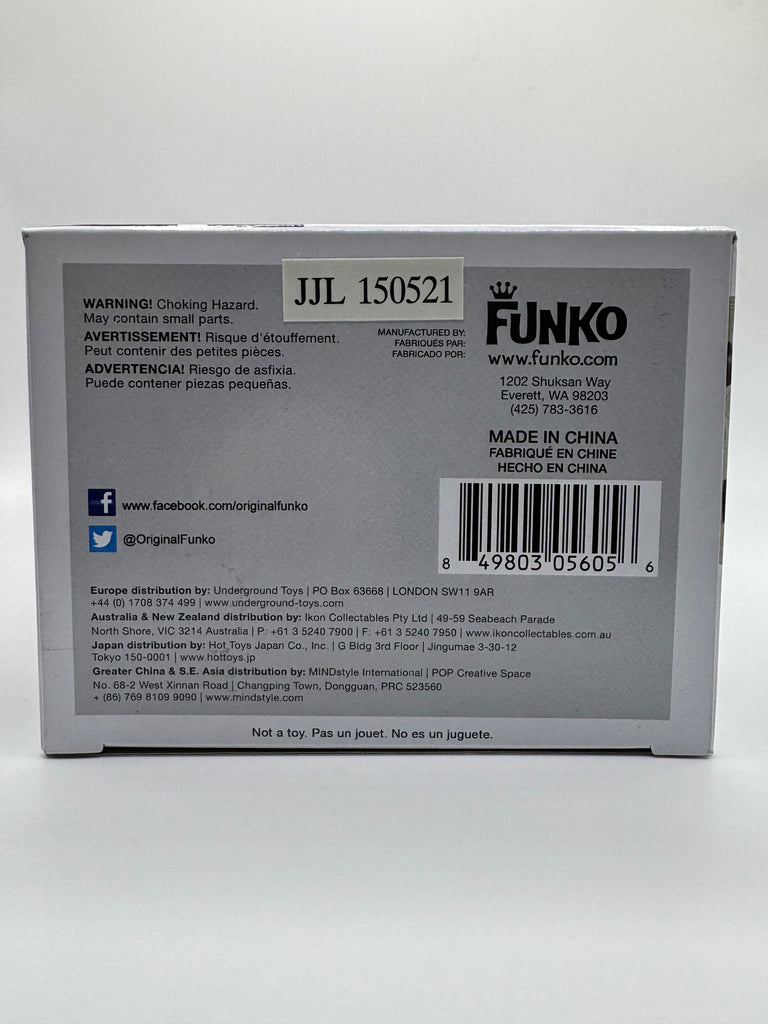 JJL 150521
WARNING! Choking Hazard.
May contain small parts.
AVERTISSEMENT! Risque d'étouffement.
Peut contenir des petites pièces.
ADVERTENCIA! Riesgo de asfixia.
Puede contener piezas pequeñas.
MANUFACTURED BY:
FABRIQUÉS PAR:
FABRICADO POR:
FUNKO
www.funko.com
1202 Shuksan Way
Everett, WA 98203
(425) 783-3616
MADE IN CHINA
FABRIQUÉ EN CHINE
HECHO EN CHINA
f www.facebook.com/originalfunko
@OriginalFunko
8 49803 05605 6
Europe distribution by: Underground Toys | PO Box 63668 | LONDON SW11 9AR
+44 (0) 1708 374 499 | www.underground-toys.com
Australia & New Zealand distribution by: Ikon Collectables Pty Ltd | 49-59 Seabeach Parade
North Shore, VIC 3214 Australia | P: +61 3 5240 7900 | F: +61 3 5240 7950 | www.ikoncollectables.com.au
Japan distribution by: Hot Toys Japan Co., Inc. | G Bldg 3rd Floor | Jingumae 3-30-12
Tokyo 150-0001 | www.hottoys.jp
Greater China & S.E. Asia distribution by: MINDstyle International | POP Creative Space
No. 68-2 West Xinnan Road | Changping Town, Dongguan, PRC 523560
+ (86) 769 8109 9090 | www.mindstyle.com
Not a toy. Pas un jouet. No es un juguete.